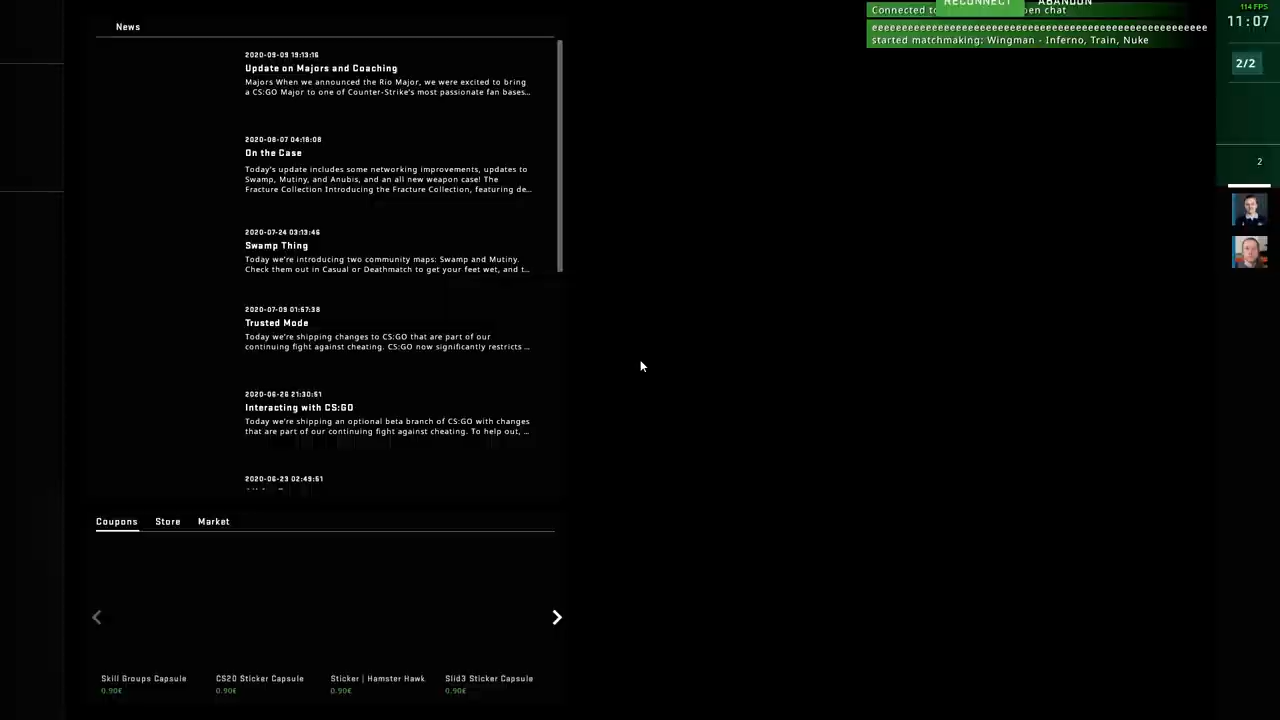 News
2020-09-09 19:13:16
Update on Majors and Coaching
Majors When we announced the Rio Major, we were excited to bring
a CS:GO Major to one of Counter-Strike's most passionate fan bases…
2020-08-07 04:18:08
On the Case
Today's update includes some networking improvements, updates to
Swamp, Mutiny, and Anubis, and an all new weapon case! The
Fracture Collection Introducing the Fracture Collection, featuring de…
2020-07-24 03:13:46
Swamp Thing
Today we're introducing two community maps: Swamp and Mutiny.
Check them out in Casual or Deathmatch to get your feet wet, and t…
2020-07-09 01:57:38
Trusted Mode
Today we're shipping changes to CS:GO that are part of our
continuing fight against cheating. CS:GO now significantly restricts …
2020-06-26 21:30:51
Interacting with CS:GO
Today we're shipping an optional beta branch of CS:GO with changes
that are part of our continuing fight against cheating. To help out, …
2020-06-23 02:49:51
Coupons Store Market
Skill Groups Capsule
0.90€
CS20 Sticker Capsule
0.90€
Sticker | Hamster Hawk
0.90€
Slid3 Sticker Capsule
0.90€
RECONNECT ABANDON
Connected to open chat
eeeeeeeeeeeeeeeeeeeeeeeeeeeeeeeeeeeeeeeeeeeeeeee
started matchmaking: Wingman - Inferno, Train, Nuke
114 FPS
11:07
2/2
2